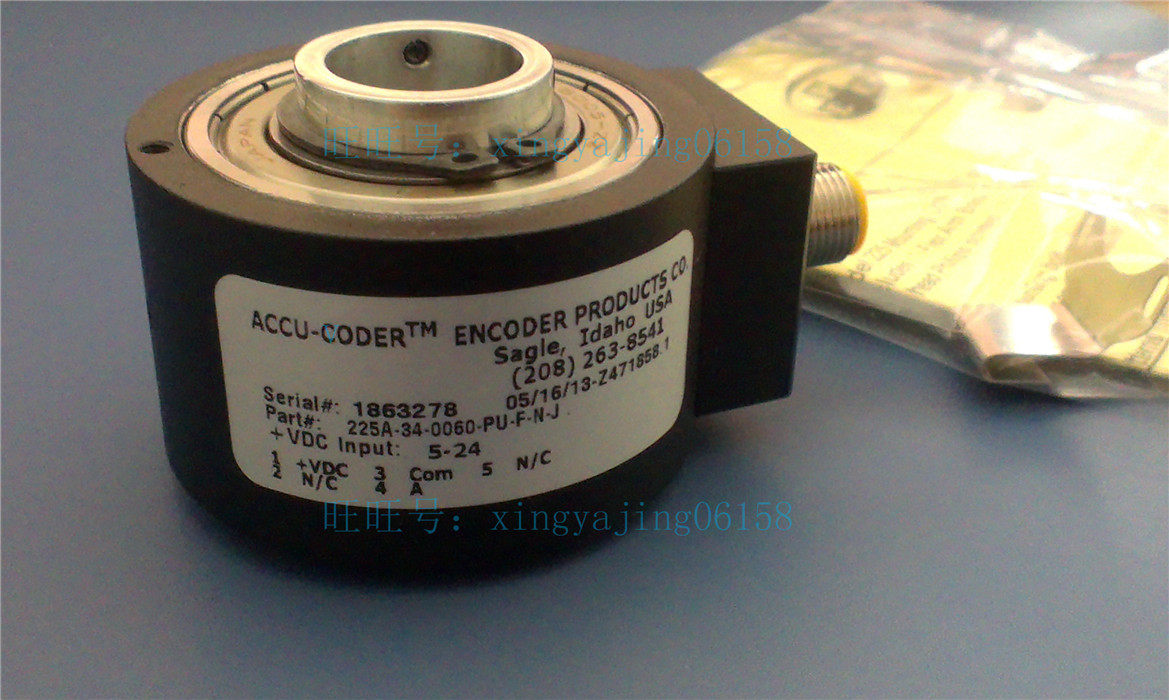 JAPAN
旺旺号：xingyajing06158
ACCU-CODER™ ENCODER PRODUCTS CO.
Sagle, Idaho USA
(208) 263-8541
05/16/13-Z471858.1
Serial#: 1863278
Part#: 225A-34-0060-PU-F-N-J
+VDC Input: 5-24
1 +VDC 3 Com 5 N/C
2 N/C 4 A
旺旺号：xingyajing06158